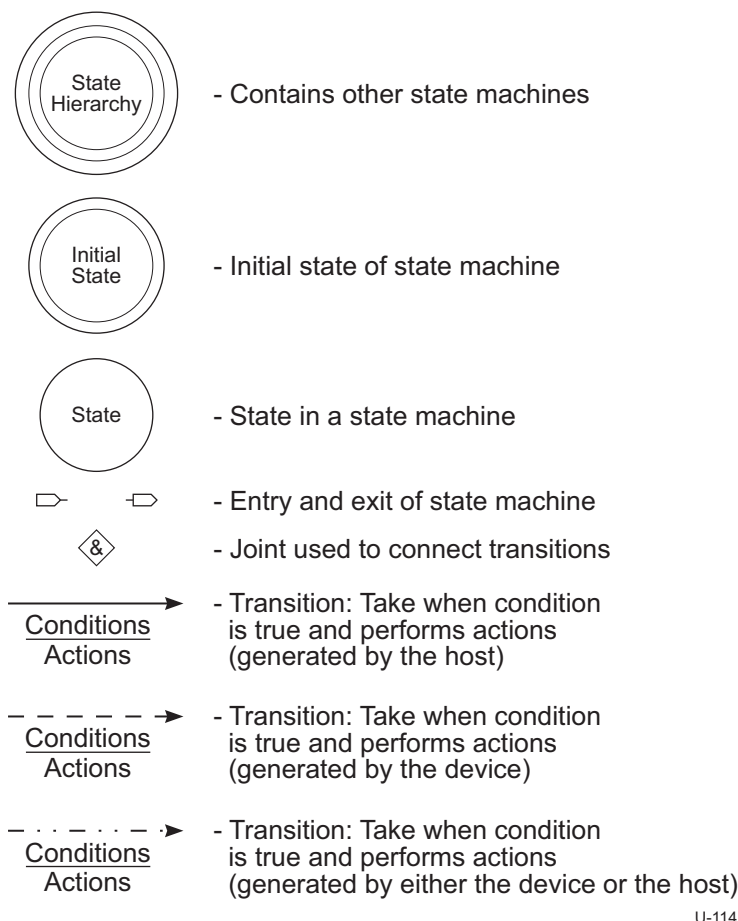 State
Hierarchy
- Contains other state machines
Initial
State
- Initial state of state machine
State
- State in a state machine
- Entry and exit of state machine
&
- Joint used to connect transitions
Conditions
Actions
- Transition: Take when condition
is true and performs actions
(generated by the host)
Conditions
Actions
- Transition: Take when condition
is true and performs actions
(generated by the device)
Conditions
Actions
- Transition: Take when condition
is true and performs actions
(generated by either the device or the host)
U-114